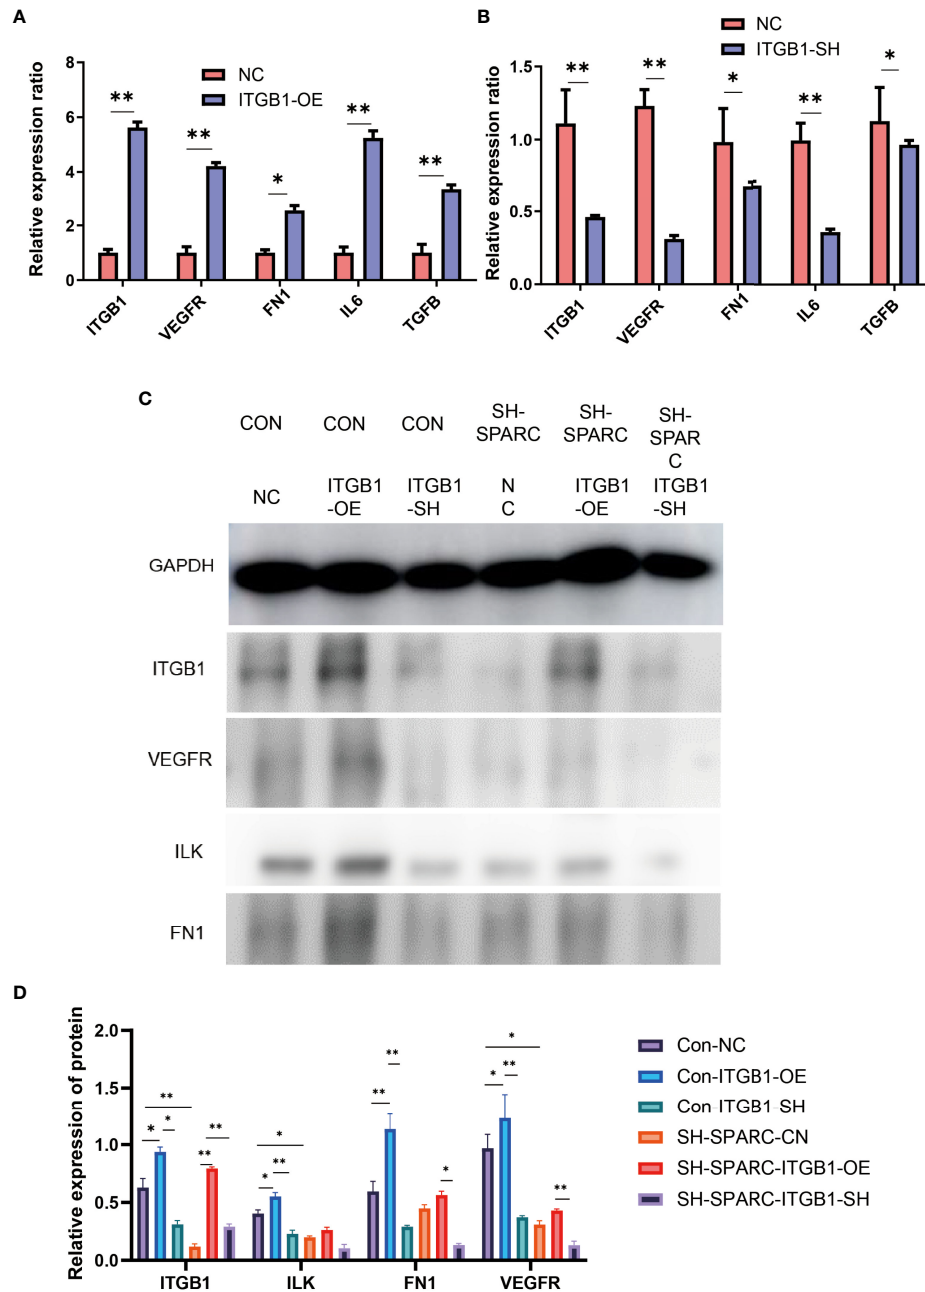 A
NC
ITGB1-OE
Relative expression ratio
8
6
4
2
0
**
**
*
**
**
ITGB1
VEGFR
FN1
IL6
TGFB
B
NC
ITGB1-SH
Relative expression ratio
1.5
1.0
0.5
0.0
**
**
*
**
*
ITGB1
VEGFR
FN1
IL6
TGFB
C
CON
CON
CON
SH-
SPARC
SH-
SPARC
SH-
SPAR
C
NC
ITGB1
-OE
ITGB1
-SH
N
C
ITGB1
-OE
ITGB1
-SH
GAPDH
ITGB1
VEGFR
ILK
FN1
D
Relative expression of protein
2.0
1.5
1.0
0.5
0.0
**
*
*
**
**
*
*
**
**
**
*
*
*
**
**
ITGB1
ILK
FN1
VEGFR
Con-NC
Con-ITGB1-OE
Con-ITGB1-SH
SH-SPARC-CN
SH-SPARC-ITGB1-OE
SH-SPARC-ITGB1-SH